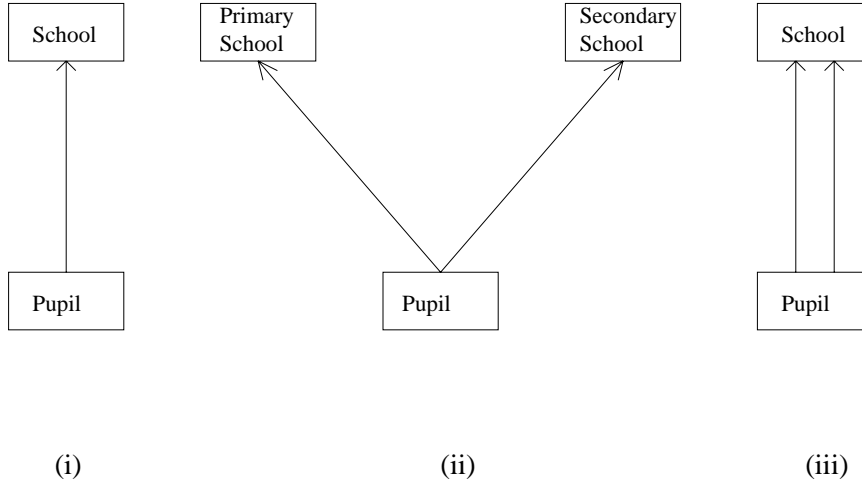 School
Primary
School
Secondary
School
School
Pupil
Pupil
Pupil
(i)
(ii)
(iii)